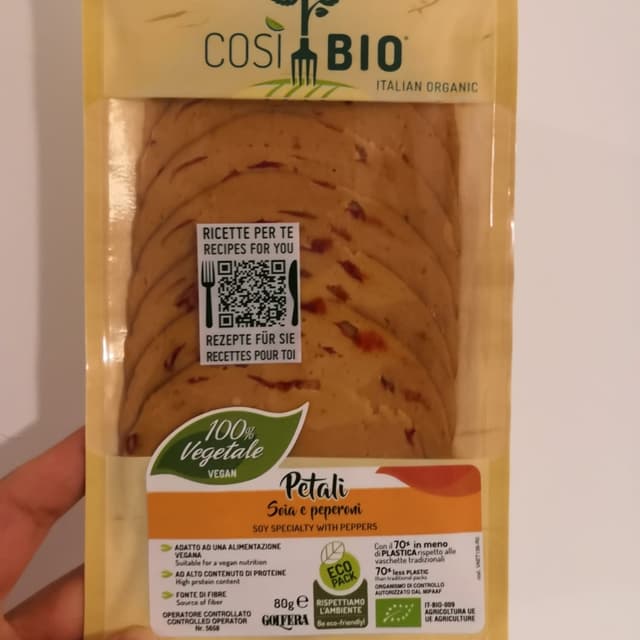 COSÌ BIO
ITALIAN ORGANIC
RICETTE PER TE
RECIPES FOR YOU
REZEPTE FÜR SIE
RECETTES POUR TOI
100%
Vegetale
VEGAN
Petali
Soia e peperoni
SOY SPECIALTY WITH PEPPERS
ADATTO AD UNA ALIMENTAZIONE
VEGANA
Suitable for a vegan nutrition
AD ALTO CONTENUTO DI PROTEINE
High protein content
FONTE DI FIBRE
Source of fiber
OPERATORE CONTROLLATO
CONTROLLED OPERATOR
Nr. 5658
80g e
GOLFERA
ECO
PACK
RISPETTIAMO
L'AMBIENTE
Be eco-friendly!
Con il 70% in meno
di PLASTICA rispetto alle
vaschette tradizionali
70% less PLASTIC
than traditional packs
ORGANISMO DI CONTROLLO
AUTORIZZATO DAL MIPAAF
IT-BIO-009
AGRICOLTURA UE
UE AGRICULTURE